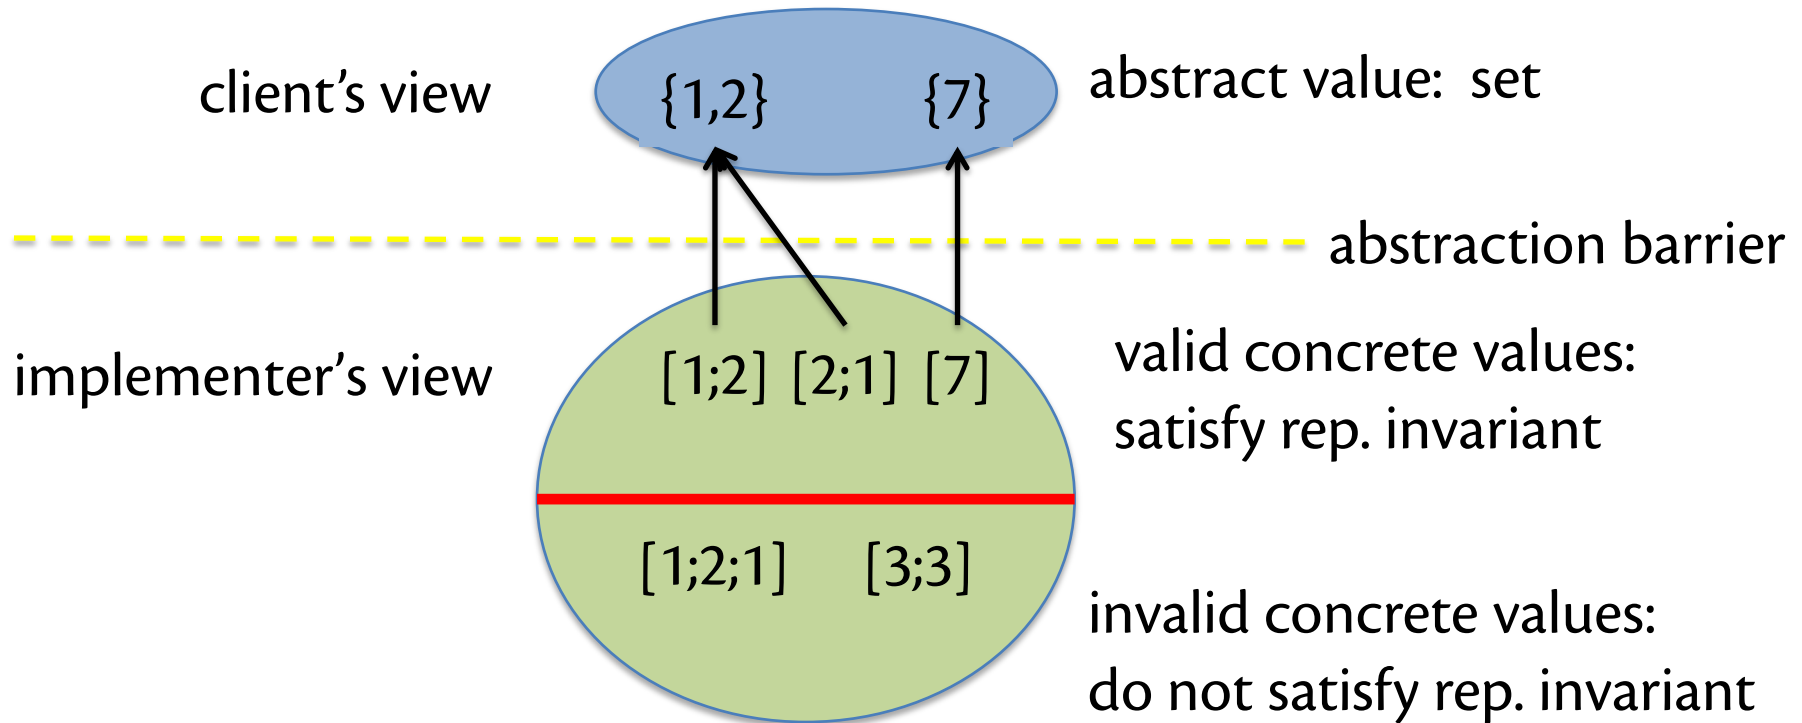 client’s view
{1,2} {7}
abstract value: set
abstraction barrier
implementer’s view
[1;2] [2;1] [7]
valid concrete values:
satisfy rep. invariant
[1;2;1] [3;3]
invalid concrete values:
do not satisfy rep. invariant